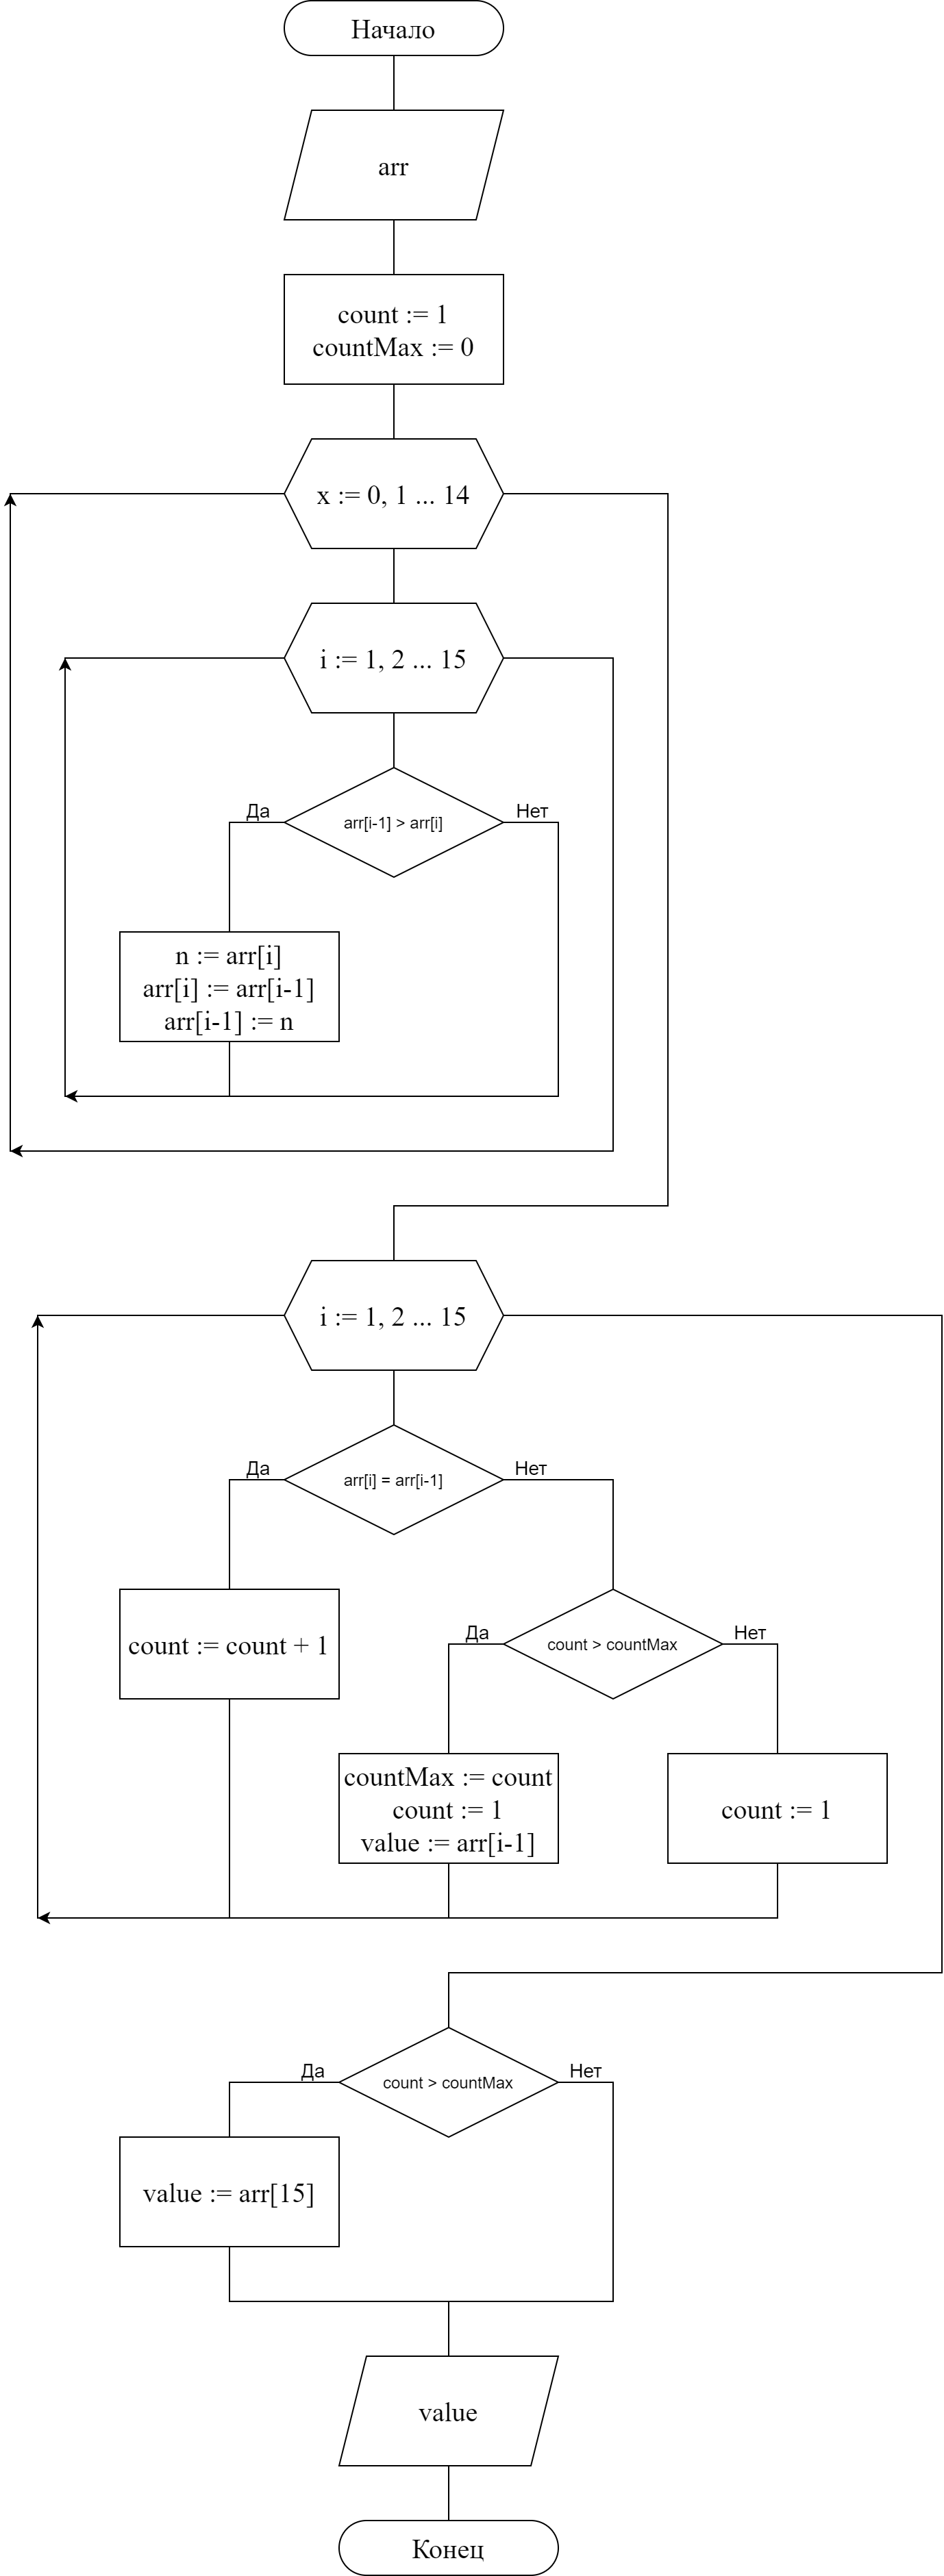 Начало
arr
count := 1
countMax := 0
x := 0, 1 ... 14
i := 1, 2 ... 15
Да
Нет
arr[i-1] > arr[i]
n := arr[i]
arr[i] := arr[i-1]
arr[i-1] := n
i := 1, 2 ... 15
Да
Нет
arr[i] = arr[i-1]
count := count + 1
Да
Нет
count > countMax
countMax := count
count := 1
value := arr[i-1]
count := 1
Да
Нет
count > countMax
value := arr[15]
value
Конец